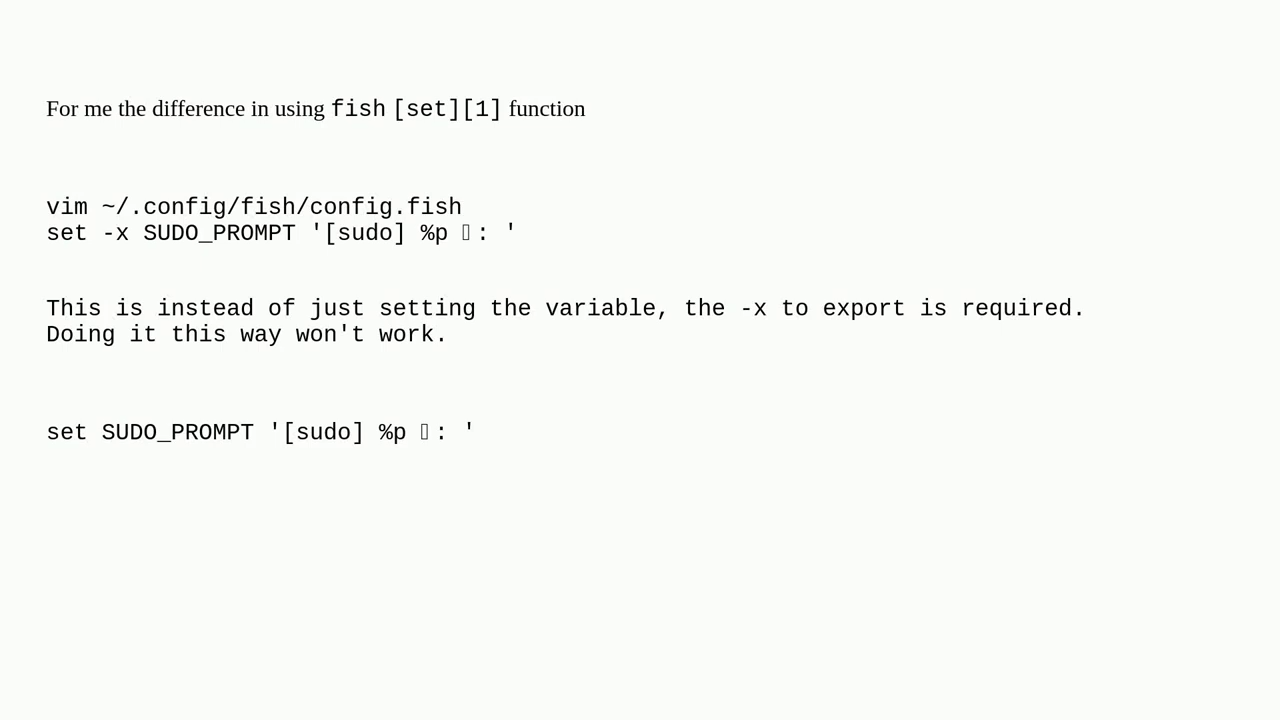 For me the difference in using fish [set][1] function
vim ~/.config/fish/config.fish
set -x SUDO_PROMPT '[sudo] %p : '
This is instead of just setting the variable, the -x to export is required.
Doing it this way won't work.
set SUDO_PROMPT '[sudo] %p : '